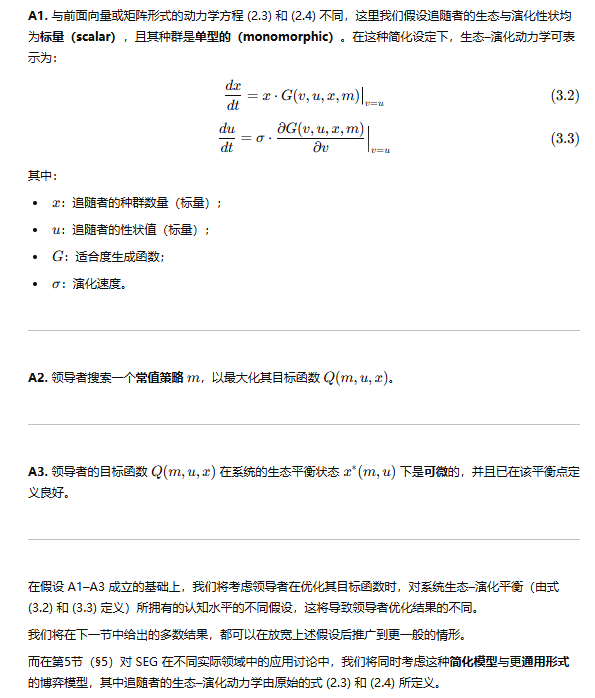 A1. 与前面向量或矩阵形式的动力学方程 (2.3) 和 (2.4) 不同，这里我们假设追随者的生态与演化性状均
为标量（scalar），且其种群是单型的（monomorphic）。在这种简化设定下，生态–演化动力学可表
示为：
dx/dt = x · G(v, u, x, m)|_{v=u} (3.2)
du/dt = σ · ∂G(v, u, x, m)/∂v |_{v=u} (3.3)
其中：
• x：追随者的种群数量（标量）；
• u：追随者的性状值（标量）；
• G：适合度生成函数；
• σ：演化速度。
A2. 领导者搜索一个常值策略 m，以最大化其目标函数 Q(m, u, x)。
A3. 领导者的目标函数 Q(m, u, x) 在系统的生态平衡状态 x*(m, u) 下是可微的，并且已在该平衡点定
义良好。
在假设 A1–A3 成立的基础上，我们将考虑领导者在优化其目标函数时，对系统生态–演化平衡（由式
(3.2) 和 (3.3) 定义）所拥有的认知水平的不同假设，这将导致领导者优化结果的不同。
我们将在下一节中给出的多数结果，都可以在放宽上述假设后推广到更一般的情形。
而在第5节（§5）对 SEG 在不同实际领域中的应用讨论中，我们将同时考虑这种简化模型与更通用形式
的博弈模型，其中追随者的生态–演化动力学由原始的式 (2.3) 和 (2.4) 所定义。